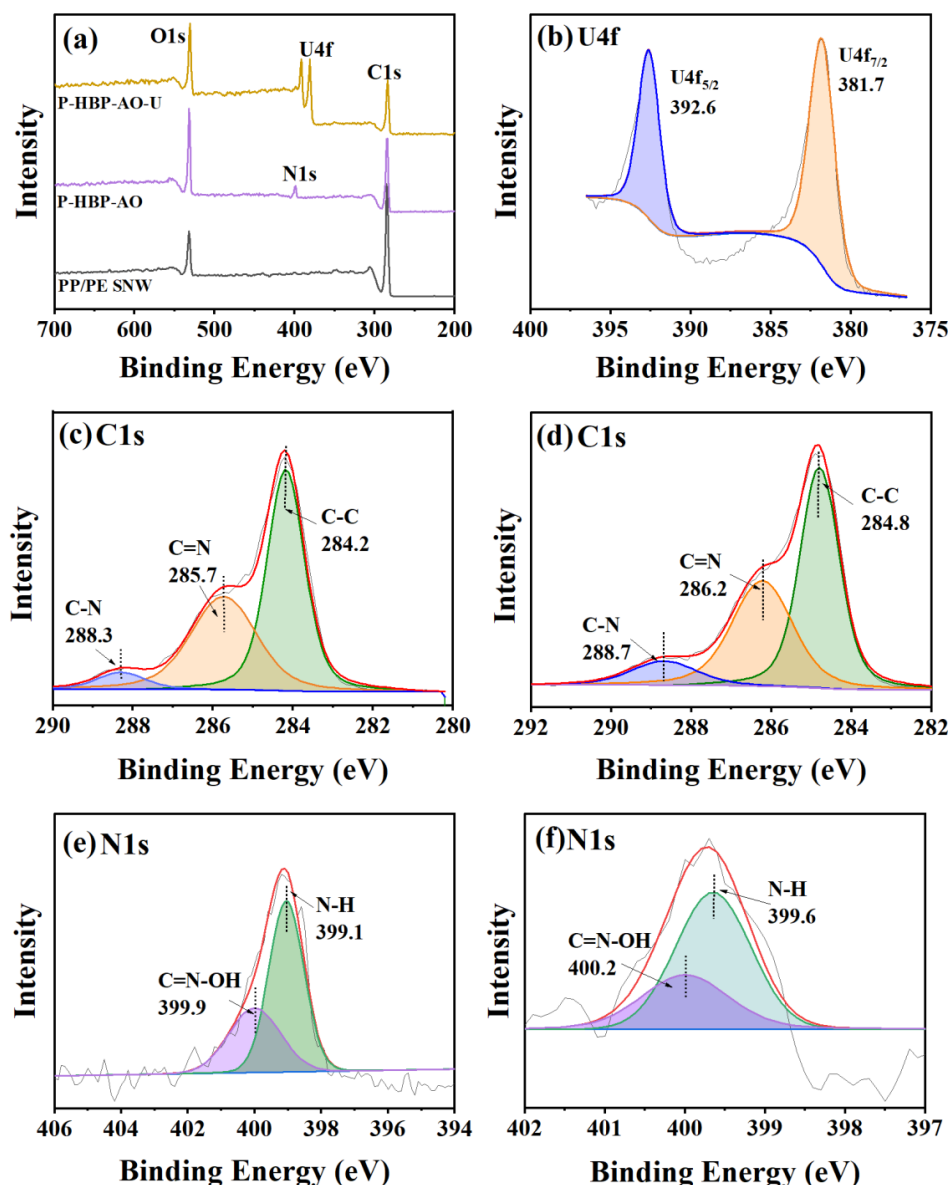 (a)
O1s
U4f
C1s
P-HBP-AO-U
N1s
P-HBP-AO
PP/PE SNW
Intensity
700 600 500 400 300 200
Binding Energy (eV)
(b) U4f
U4f5/2
392.6
U4f7/2
381.7
Intensity
400 395 390 385 380 375
Binding Energy (eV)
(c) C1s
C-C
284.2
C=N
285.7
C-N
288.3
Intensity
290 288 286 284 282 280
Binding Energy (eV)
(d) C1s
C-C
284.8
C=N
286.2
C-N
288.7
Intensity
292 290 288 286 284 282
Binding Energy (eV)
(e) N1s
N-H
399.1
C=N-OH
399.9
Intensity
406 404 402 400 398 396 394
Binding Energy (eV)
(f) N1s
N-H
399.6
C=N-OH
400.2
Intensity
402 401 400 399 398 397
Binding Energy (eV)